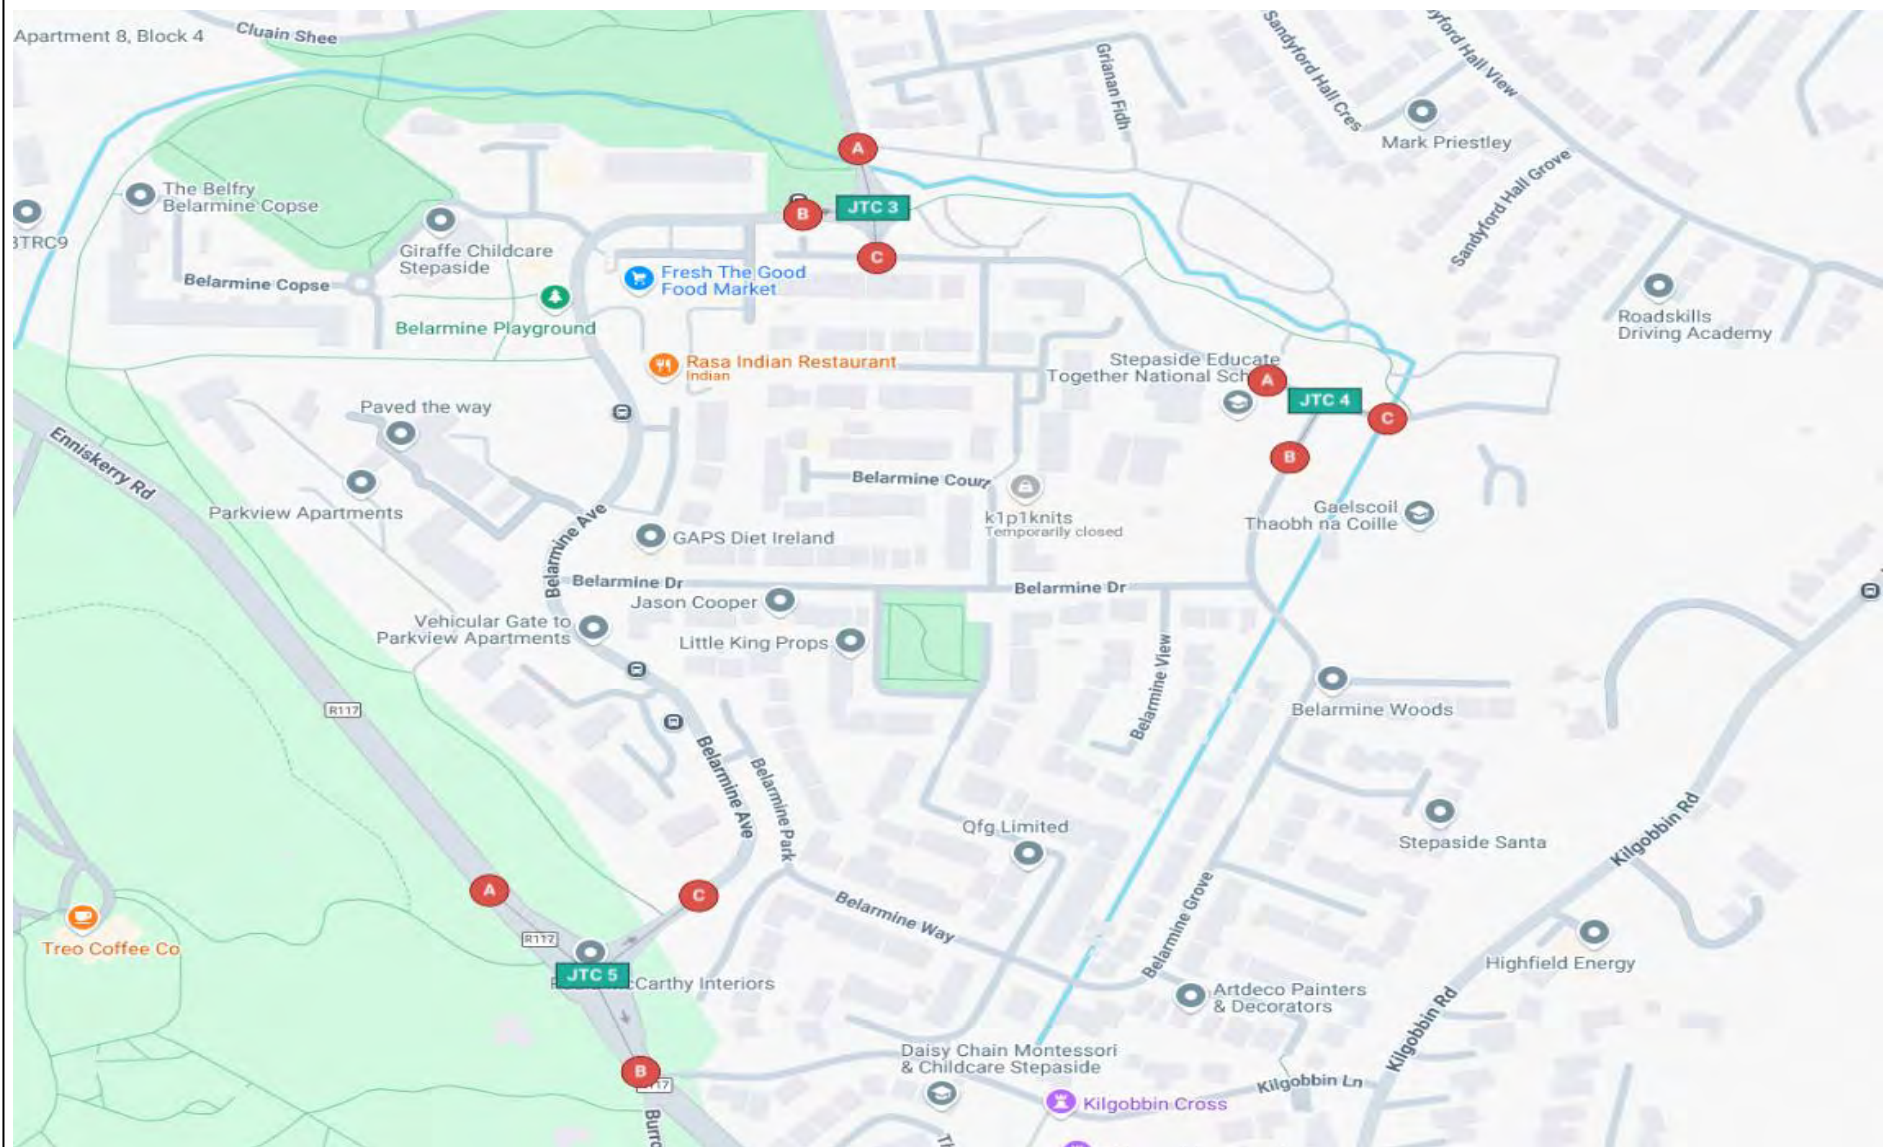 Apartment 8, Block 4
Cluain Shee
Grianan Fidh
Sandyford Hall Cres
Hall View
Mark Priestley
Sandyford Hall Grove
A
The Belfry
Belarmine Copse
JTC 3
B
C
3TRC9
Giraffe Childcare
Stepaside
Belarmine Copse
Fresh The Good
Food Market
Belarmine Playground
Roadskills
Driving Academy
Rasa Indian Restaurant
Indian
Stepaside Educate
Together National Sch
A
JTC 4
C
B
Paved the way
Enniskerry Rd
Parkview Apartments
Belarmine Court
k1p1knits
Temporarily closed
Gaelscoil
Thaobh na Coille
Belarmine Ave
GAPS Diet Ireland
Belarmine Dr
Belarmine Dr
Jason Cooper
Vehicular Gate to
Parkview Apartments
Little King Props
Belarmine View
R117
Belarmine Woods
Belarmine Ave
Belarmine Park
Qfg Limited
Stepaside Santa
Kilgobbin Rd
A
C
Belarmine Way
Belarmine Grove
Treo Coffee Co
R117
JTC 5
McCarthy Interiors
Highfield Energy
Artdeco Painters
& Decorators
Kilgobbin Rd
Daisy Chain Montessori
& Childcare Stepaside
B
Kilgobbin Ln
Kilgobbin Cross
Burro
Th